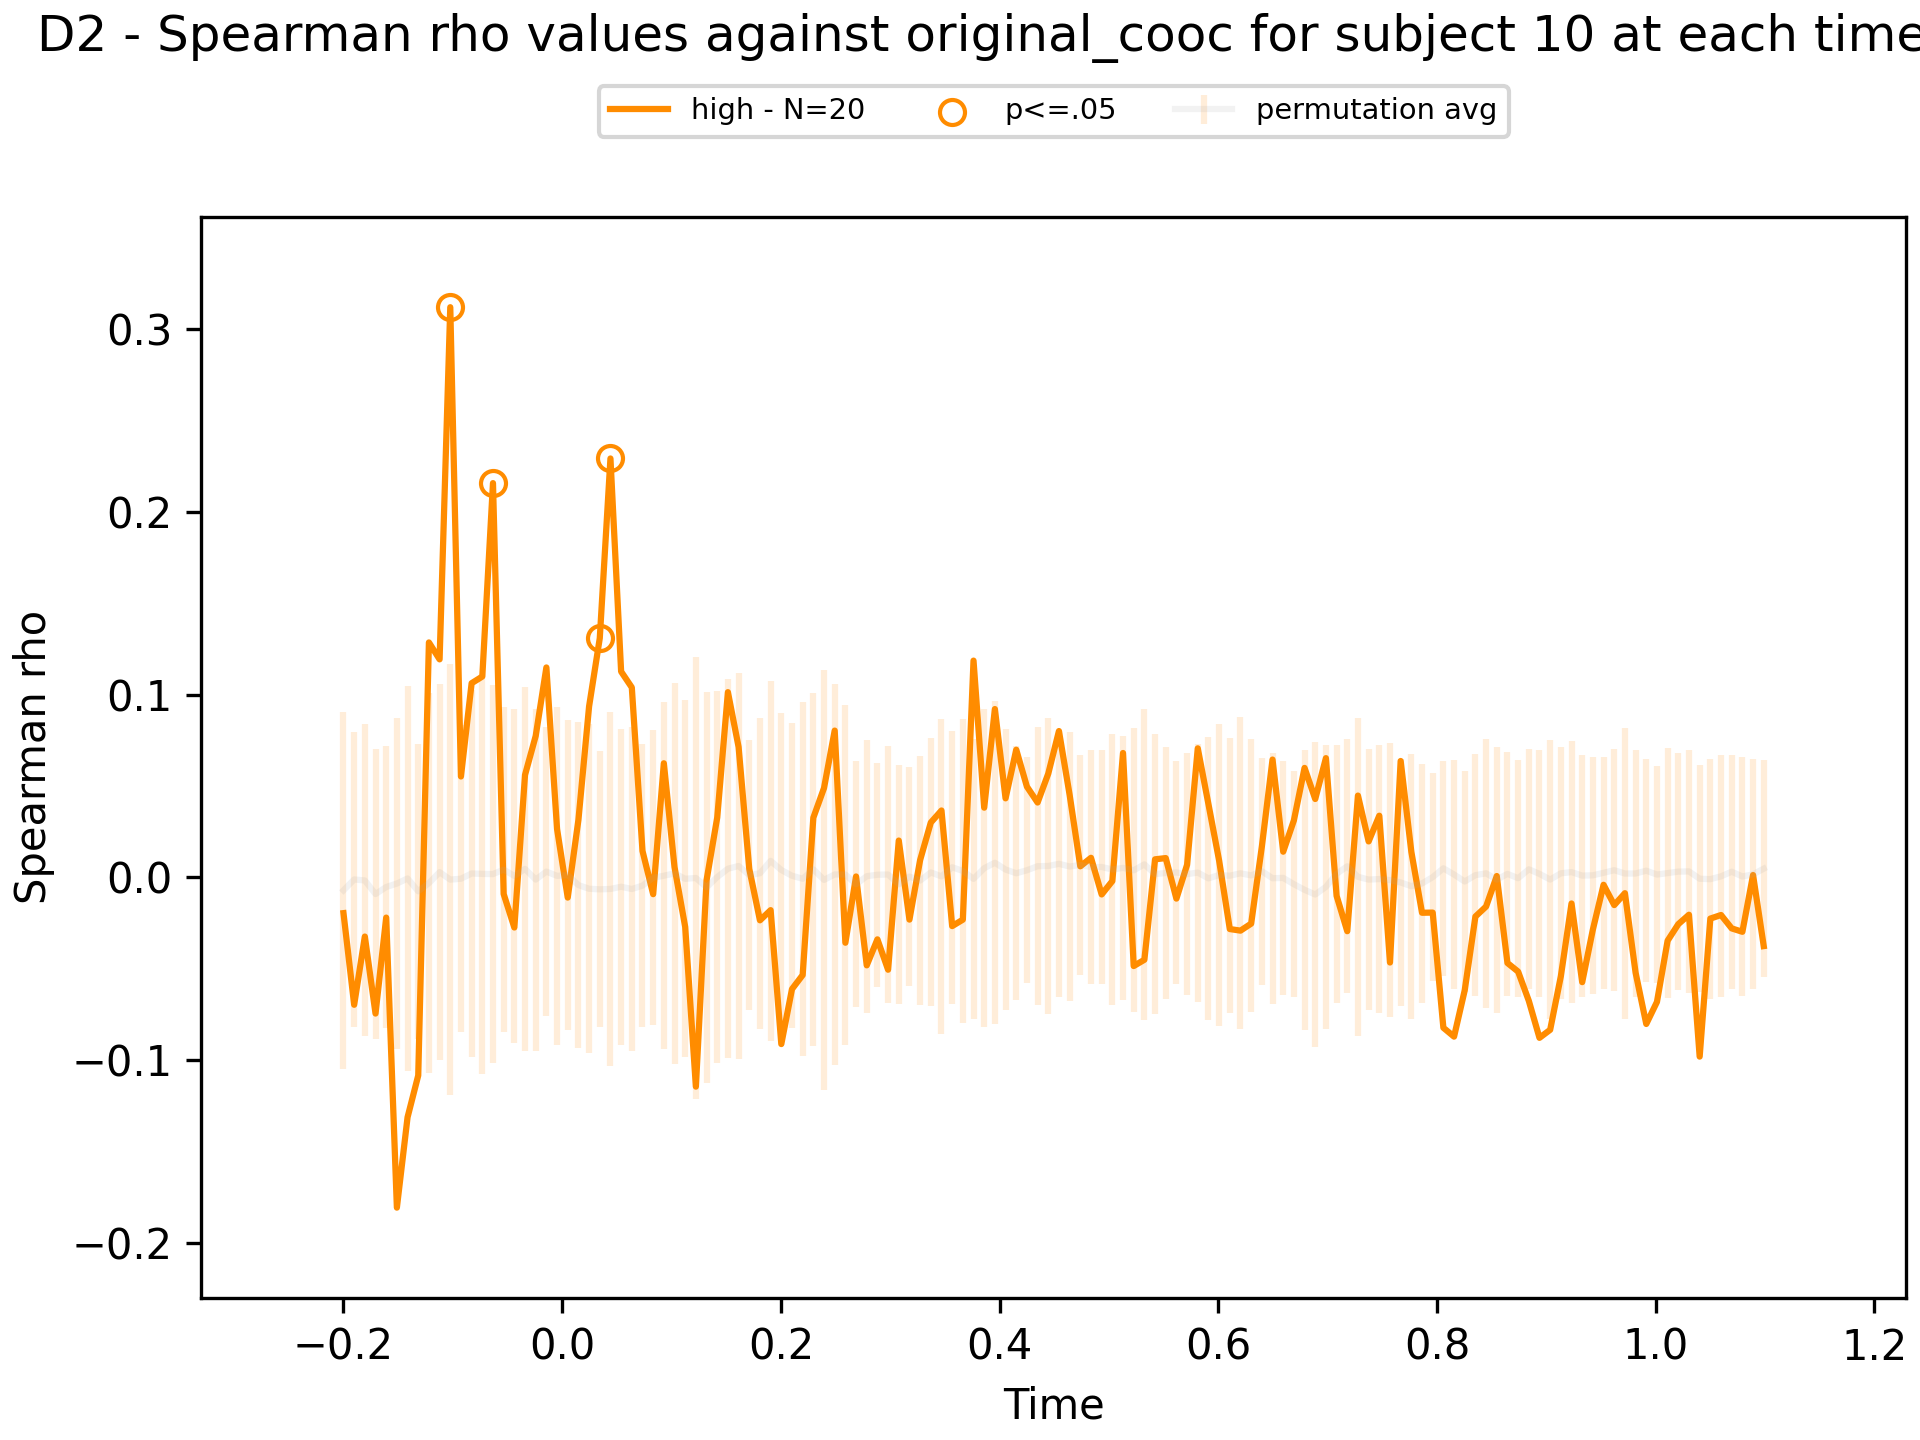 D2 - Spearman rho values against original_cooc for subject 10 at each time
high - N=20 p<=.05 permutation avg
Spearman rho
0.3
0.2
0.1
0.0
−0.1
−0.2
−0.2 0.0 0.2 0.4 0.6 0.8 1.0 1.2
Time